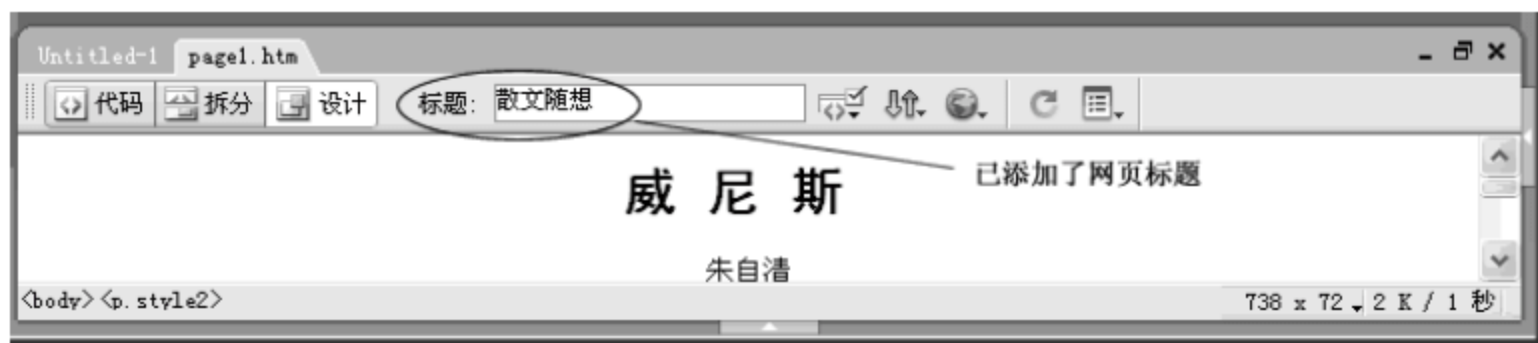 Untitled-1 page1.htm
代码 拆分 设计 标题: 散文随想
已添加了网页标题
威 尼 斯
朱自清
<body><p.style2> 738 x 72 2 K / 1 秒